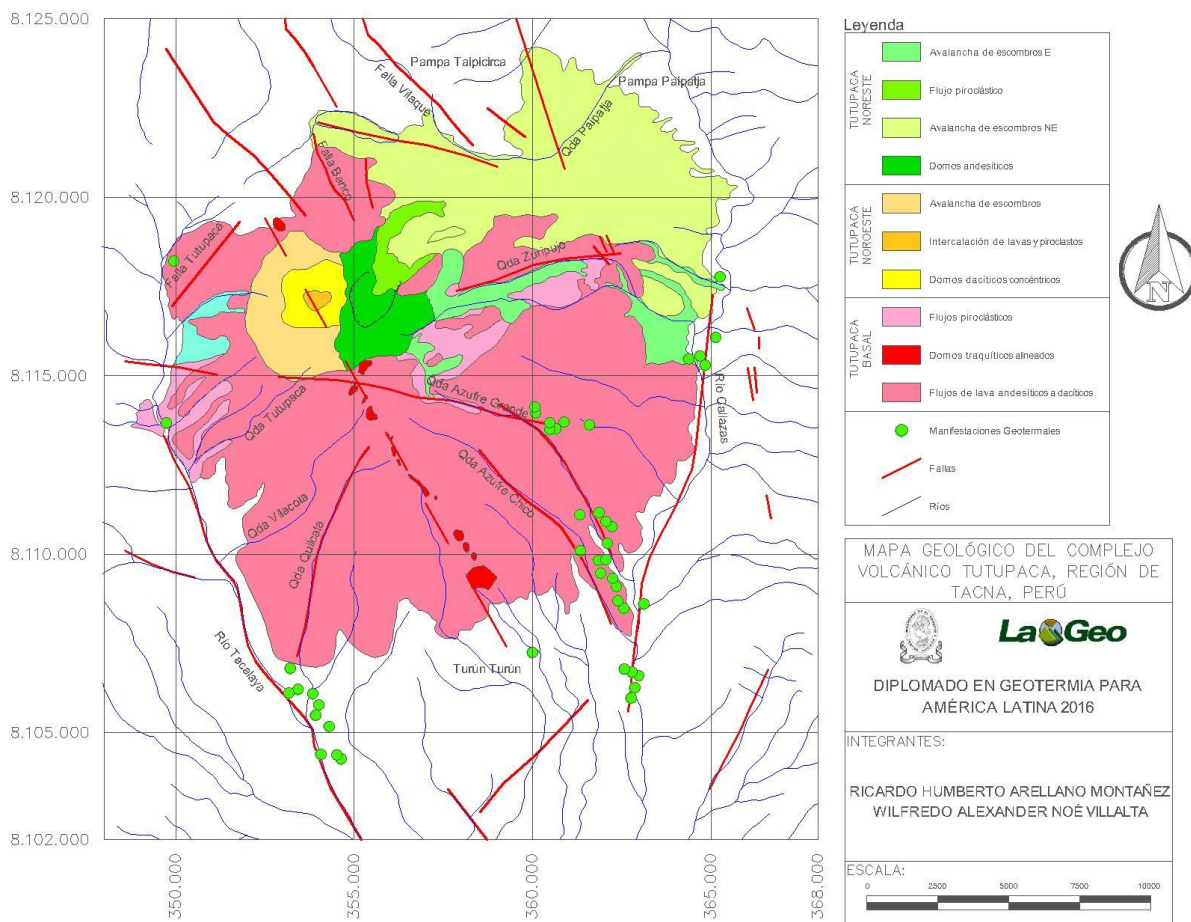 8.125.000
8.120.000
8.115.000
8.110.000
8.105.000
8.102.000
350.000
355.000
360.000
365.000
368.000
Pampa Taipicirca
Falla Vilaque
Pampa Paipatja
Qda Paipatja
Falla Banco
Falla Tutupaca
Qda Zuripujo
Qda Azufre Grande
Río Callazas
Qda Tutupaca
Qda Azufre Chico
Qda Villacota
Qda Quilcata
Río Tacalaya
Turún Turún
Leyenda
TUTUPACA
NORESTE
Avalancha de escombros E
Flujo piroclástico
Avalancha de escombros NE
Domos andesíticos
TUTUPACA
NOROESTE
Avalancha de escombros
Intercalación de lavas y piroclastos
Domos dacíticos concéntricos
TUTUPACA
BASAL
Flujos piroclásticos
Domos traquíticos alineados
Flujos de lava andesíticos a dacíticos
Manifestaciones Geotermales
Fallas
Ríos
N
MAPA GEOLÓGICO DEL COMPLEJO
VOLCÁNICO TUTUPACA, REGIÓN DE
TACNA, PERÚ
LaGeo
DIPLOMADO EN GEOTERMIA PARA
AMÉRICA LATINA 2016
INTEGRANTES:
RICARDO HUMBERTO ARELLANO MONTAÑEZ
WILFREDO ALEXANDER NOÉ VILLALTA
ESCALA:
0 2500 5000 7500 10000